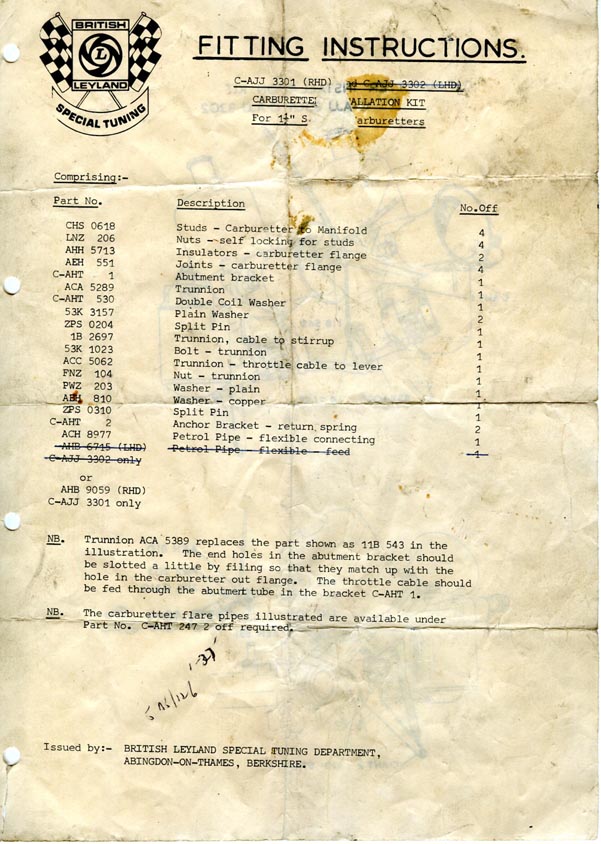 BRITISH
L
LEYLAND
SPECIAL TUNING
FITTING INSTRUCTIONS.
C-AJJ 3301 (RHD) C-AJJ 3302 (LHD)
CARBURETTE ALLATION KIT
For 1¼" S arburetters
Comprising:-
Part No. Description No.Off
CHS 0618 Studs - Carburetter to Manifold 4
LNZ 206 Nuts - self locking for studs 4
AHH 5713 Insulators - carburetter flange 2
AEH 551 Joints - carburetter flange 4
C-AHT 1 Abutment bracket 1
ACA 5289 Trunnion 1
C-AHT 530 Double Coil Washer 1
53K 3157 Plain Washer 2
ZPS 0204 Split Pin 1
1B 2697 Trunnion, cable to stirrup 1
53K 1023 Bolt - trunnion 1
ACC 5062 Trunnion - throttle cable to lever 1
FNZ 104 Nut - trunnion 1
PWZ 203 Washer - plain 1
AEH 810 Washer - copper 1
ZPS 0310 Split Pin 1
C-AHT 2 Anchor Bracket - return spring 2
ACH 8977 Petrol Pipe - flexible connecting 1
AHB 6715 (LHD) Petrol Pipe - flexible - feed 1
C-AJJ 3302 only
or
AHB 9059 (RHD)
C-AJJ 3301 only
NB. Trunnion ACA 5389 replaces the part shown as 11B 543 in the
illustration. The end holes in the abutment bracket should
be slotted a little by filing so that they match up with the
hole in the carburetter out flange. The throttle cable should
be fed through the abutment tube in the bracket C-AHT 1.
NB. The carburetter flare pipes illustrated are available under
Part No. C-AHT 247 2 off required.
Issued by:- BRITISH LEYLAND SPECIAL TUNING DEPARTMENT,
ABINGDON-ON-THAMES, BERKSHIRE.